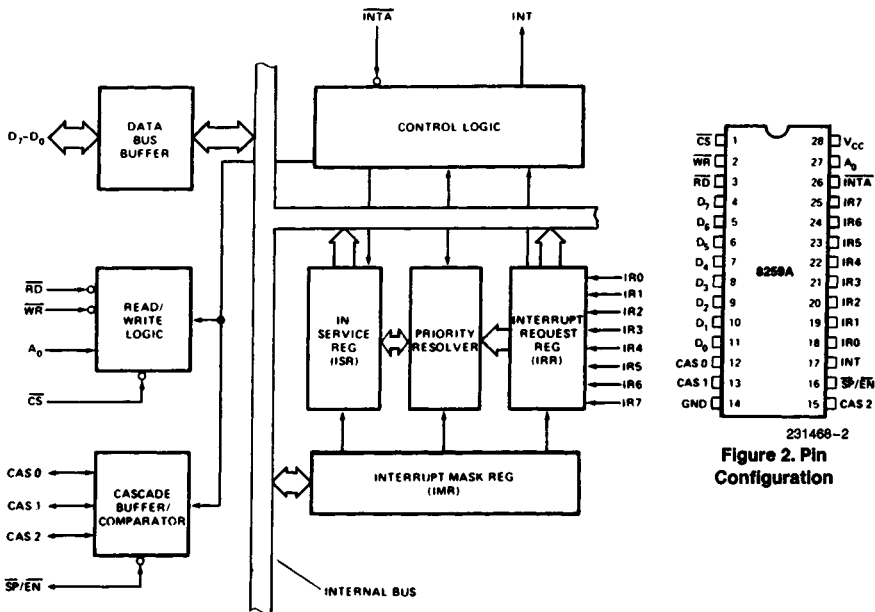 INTA
INT
D7-D0
DATA
BUS
BUFFER
CONTROL LOGIC
RD
WR
A0
CS
READ/
WRITE
LOGIC
IN
SERVICE
REG
(ISR)
PRIORITY
RESOLVER
INTERRUPT
REQUEST
REG
(IRR)
IR0
IR1
IR2
IR3
IR4
IR5
IR6
IR7
CAS 0
CAS 1
CAS 2
SP/EN
CASCADE
BUFFER/
COMPARATOR
INTERRUPT MASK REG
(IMR)
INTERNAL BUS
CS 1 28 VCC
WR 2 27 A0
RD 3 26 INTA
D7 4 25 IR7
D6 5 24 IR6
D5 6 23 IR5
D4 7 22 IR4
D3 8 21 IR3
D2 9 20 IR2
D1 10 19 IR1
D0 11 18 IR0
CAS 0 12 17 INT
CAS 1 13 16 SP/EN
GND 14 15 CAS 2
8259A
231468-2
Figure 2. Pin
Configuration